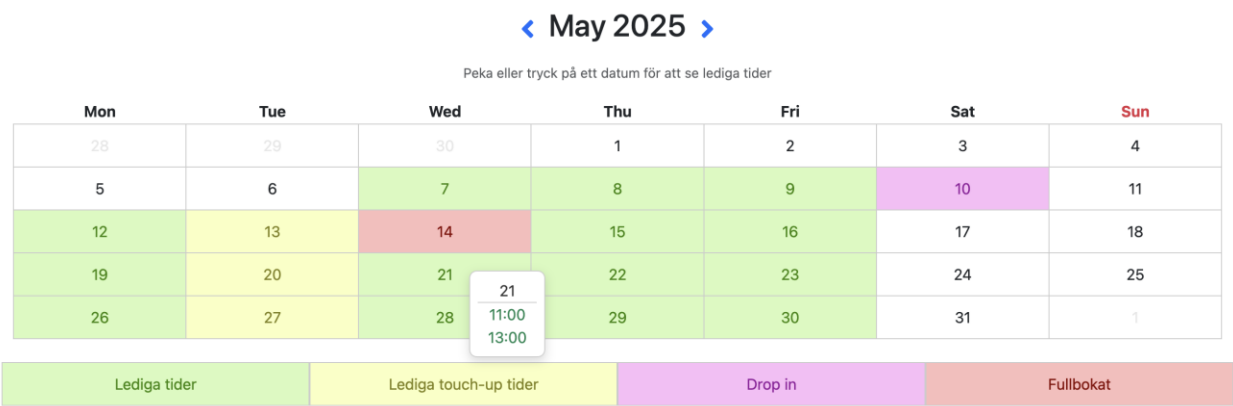 May 2025
Peka eller tryck på ett datum för att se lediga tider
Mon Tue Wed Thu Fri Sat Sun
28 29 30 1 2 3 4
5 6 7 8 9 10 11
12 13 14 15 16 17 18
19 20 21 22 23 24 25
26 27 28 29 30 31 1
21
11:00
13:00
Lediga tider Lediga touch-up tider Drop in Fullbokat